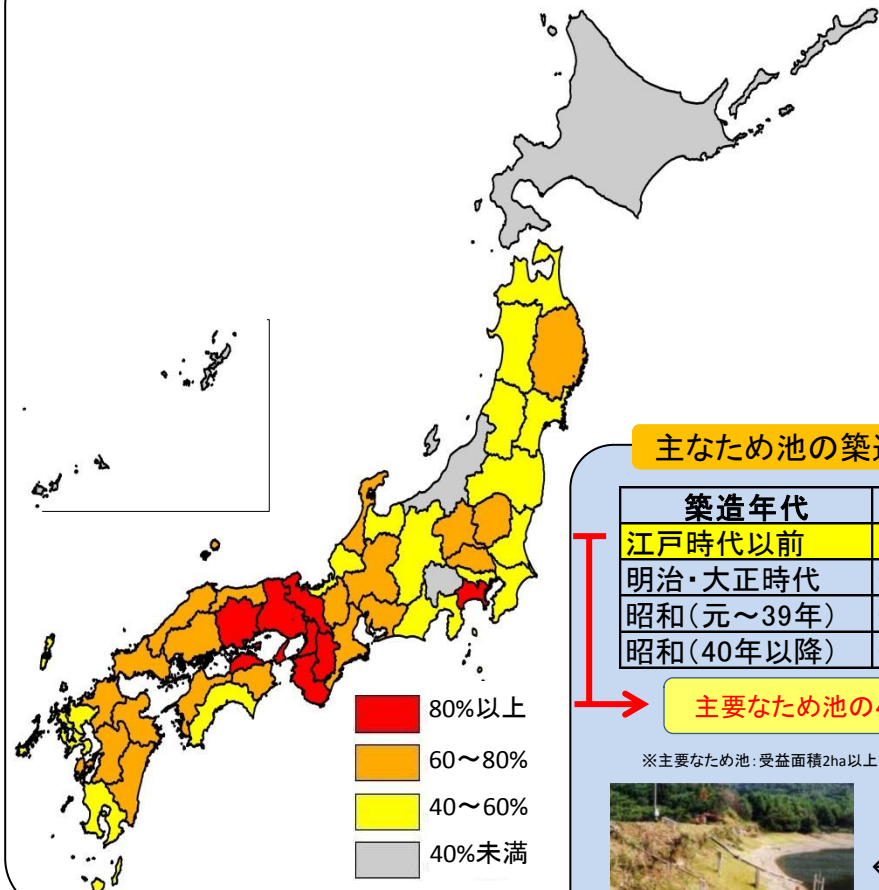 80%以上
60～80%
40～60%
40%未満
主なため池の築
築造年代
江戸時代以前
明治・大正時代
昭和(元～39年)
昭和(40年以降)
主要なため池の
※主要なため池:受益面積2ha以上